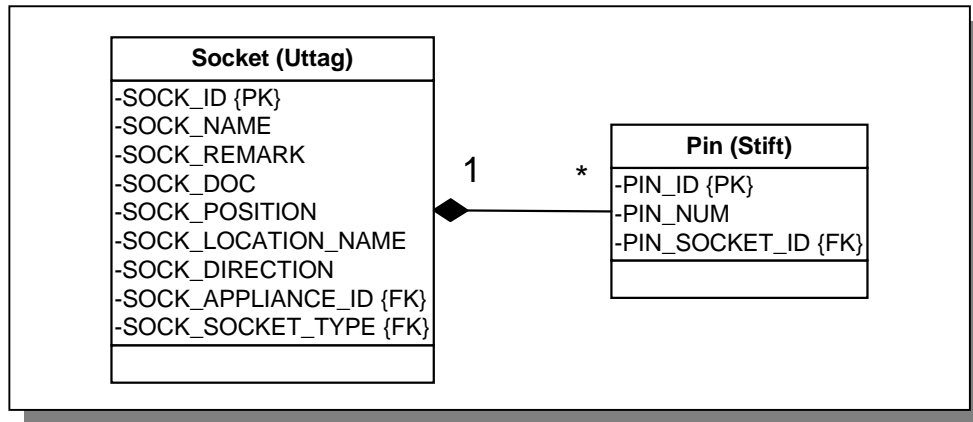 Socket (Uttag)
-SOCK_ID {PK}
-SOCK_NAME
-SOCK_REMARK
-SOCK_DOC
-SOCK_POSITION
-SOCK_LOCATION_NAME
-SOCK_DIRECTION
-SOCK_APPLIANCE_ID {FK}
-SOCK_SOCKET_TYPE {FK}
1
*
Pin (Stift)
-PIN_ID {PK}
-PIN_NUM
-PIN_SOCKET_ID {FK}